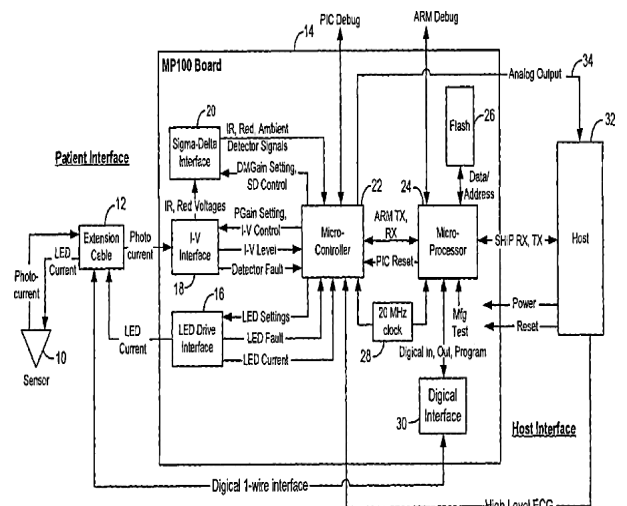 PIC Debug
ARM Debug
14
MP100 Board
Analog Output
34
20
Sigma-Delta
Interface
IR, Red, Ambient
Detector Signals
Flash
26
32
Patient Interface
DMGain Setting,
SD Control
22
24
Data/
Address
12
IR, Red Voltages
PGain Setting,
I-V Control
Extension
Cable
Photo
current
I-V
Interface
I-V Level
Detector Fault
Micro-
Controller
ARM TX,
RX
PIC Reset
Micro-
Processor
SHIP RX, TX
Host
LED
Current
Photo-
current
18
16
LED Drive
Interface
LED Settings
LED Fault
LED Current
LED
Current
20 MHz
clock
28
Mfg
Test
Power
Reset
10
Sensor
Digical in, Out, Program
Digical
Interface
30
Host Interface
Digical 1-wire interface
High Level ECG